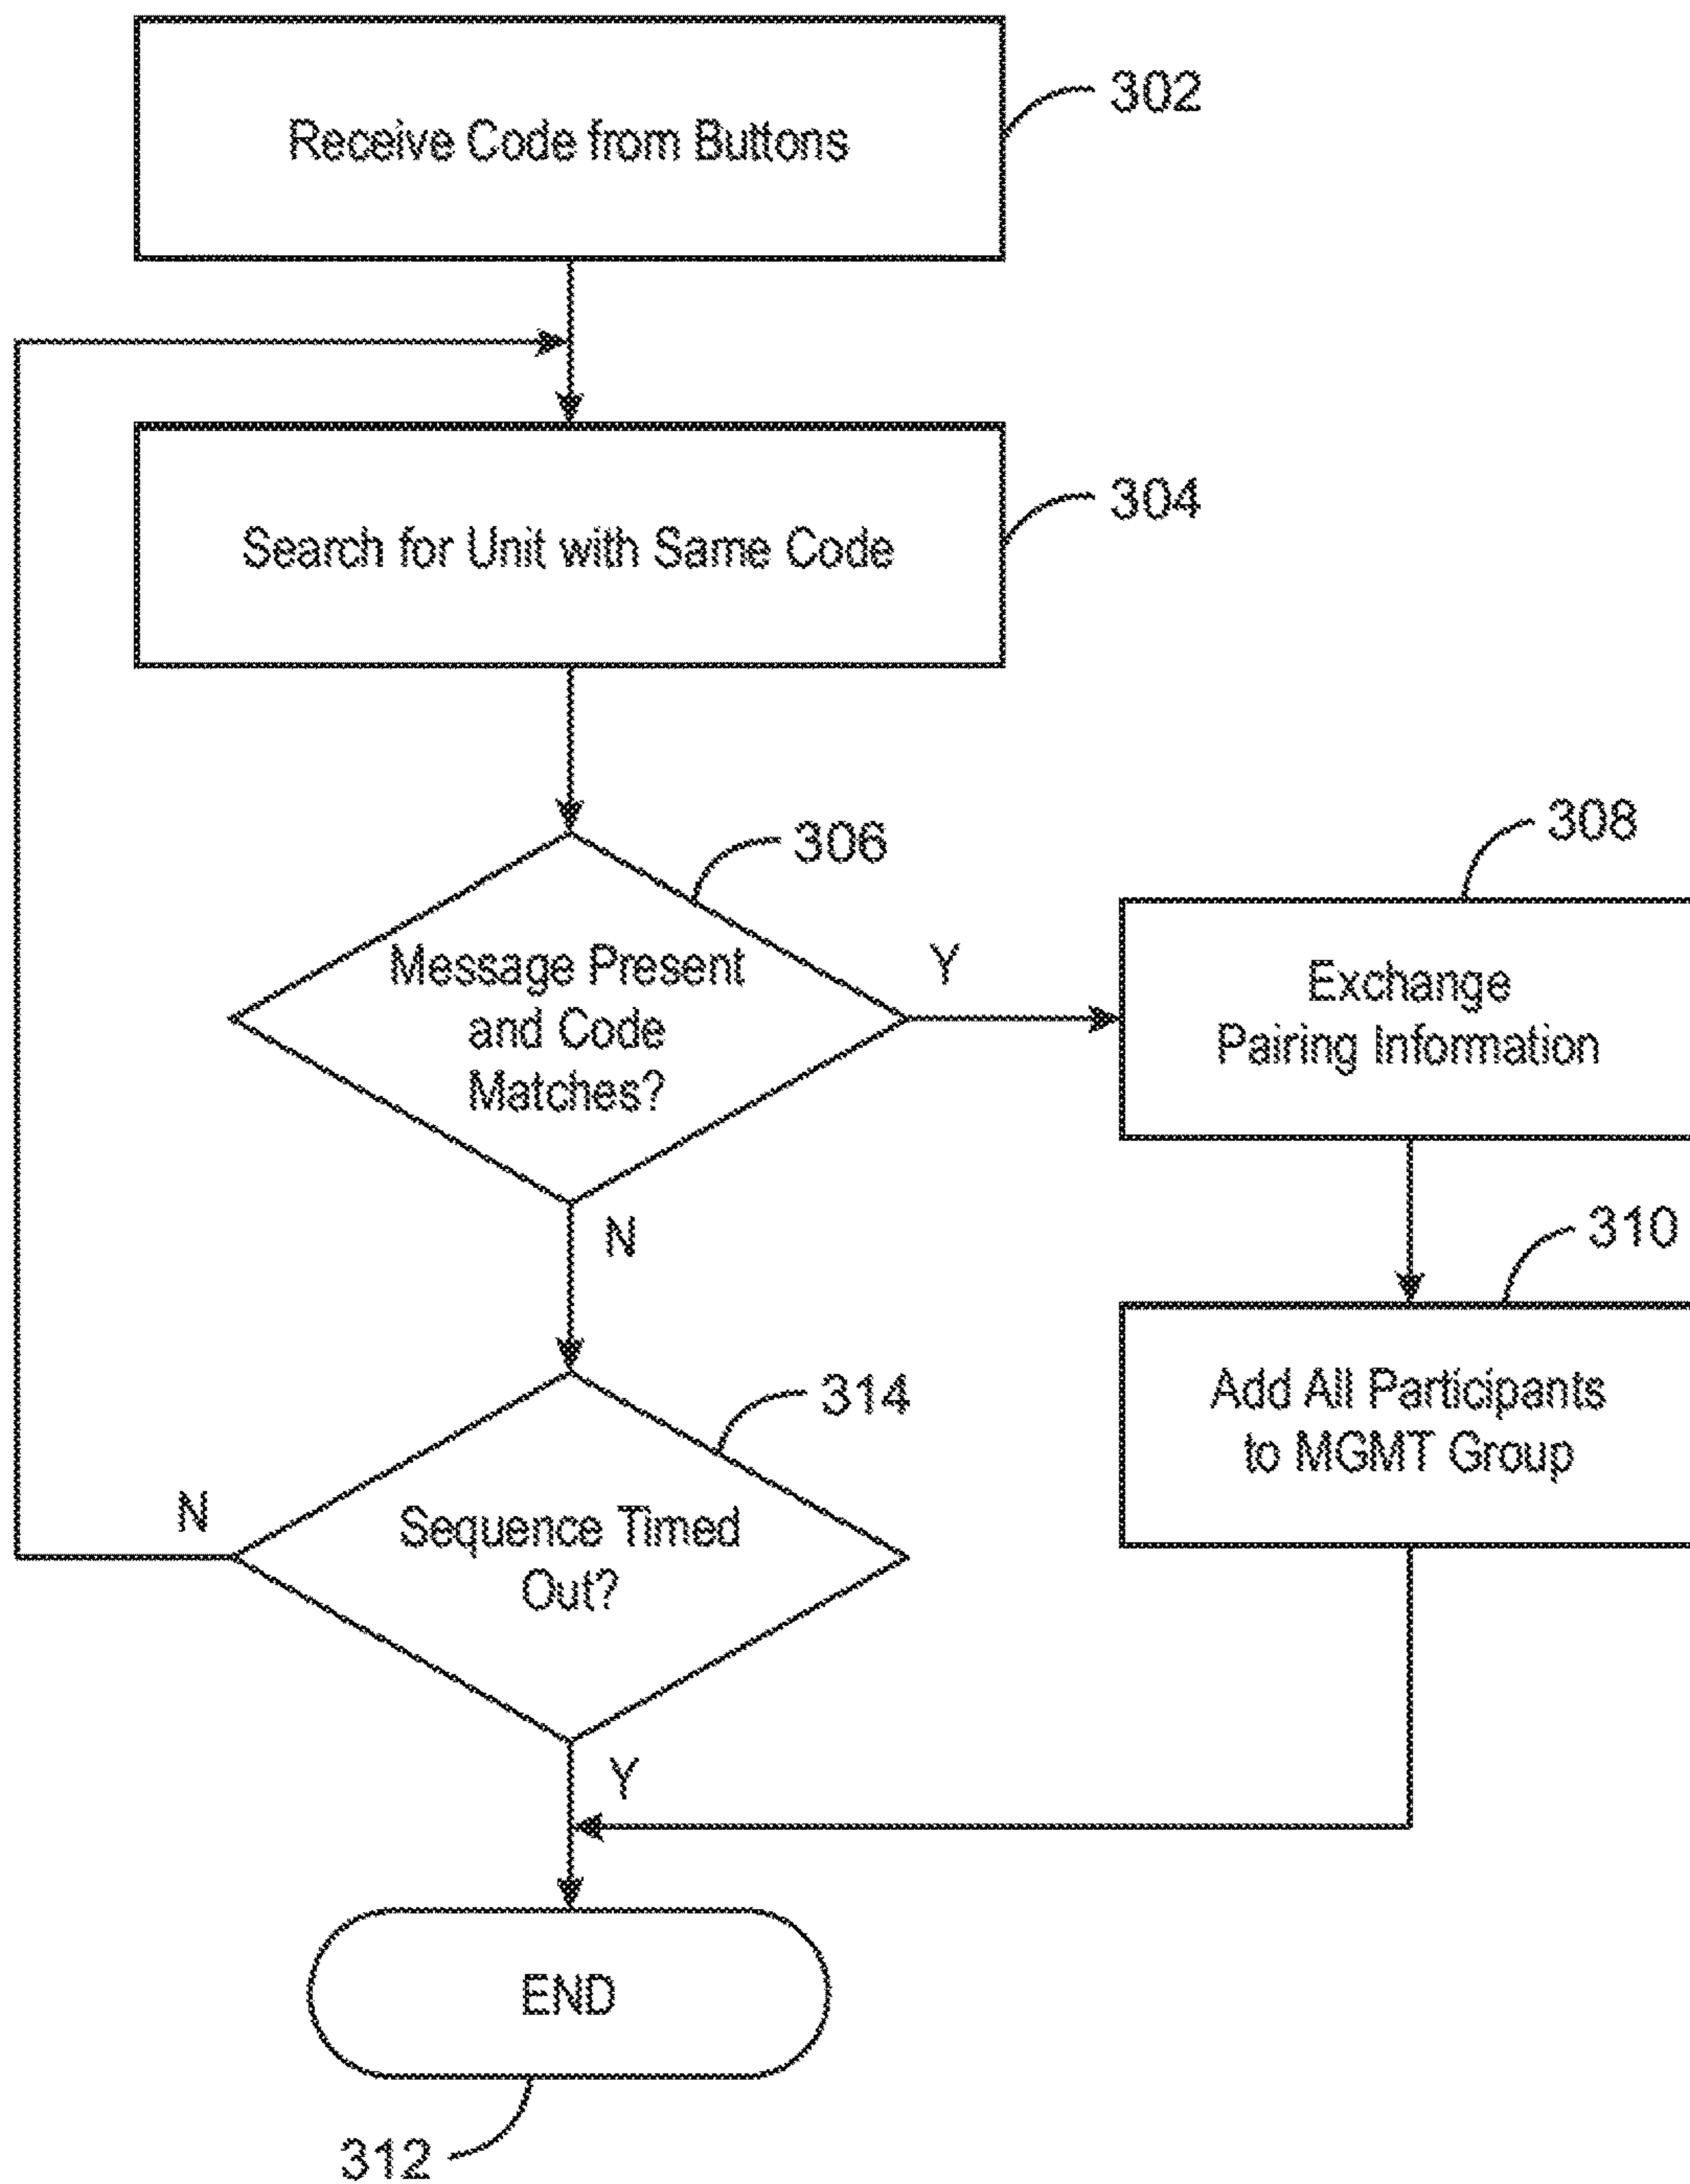 Receive Code from Buttons
302
Search for Unit with Same Code
304
306
Message Present
and Code
Matches?
Y
308
Exchange
Pairing Information
N
310
Add All Participants
to MGMT Group
314
Sequence Timed
Out?
N
Y
END
312